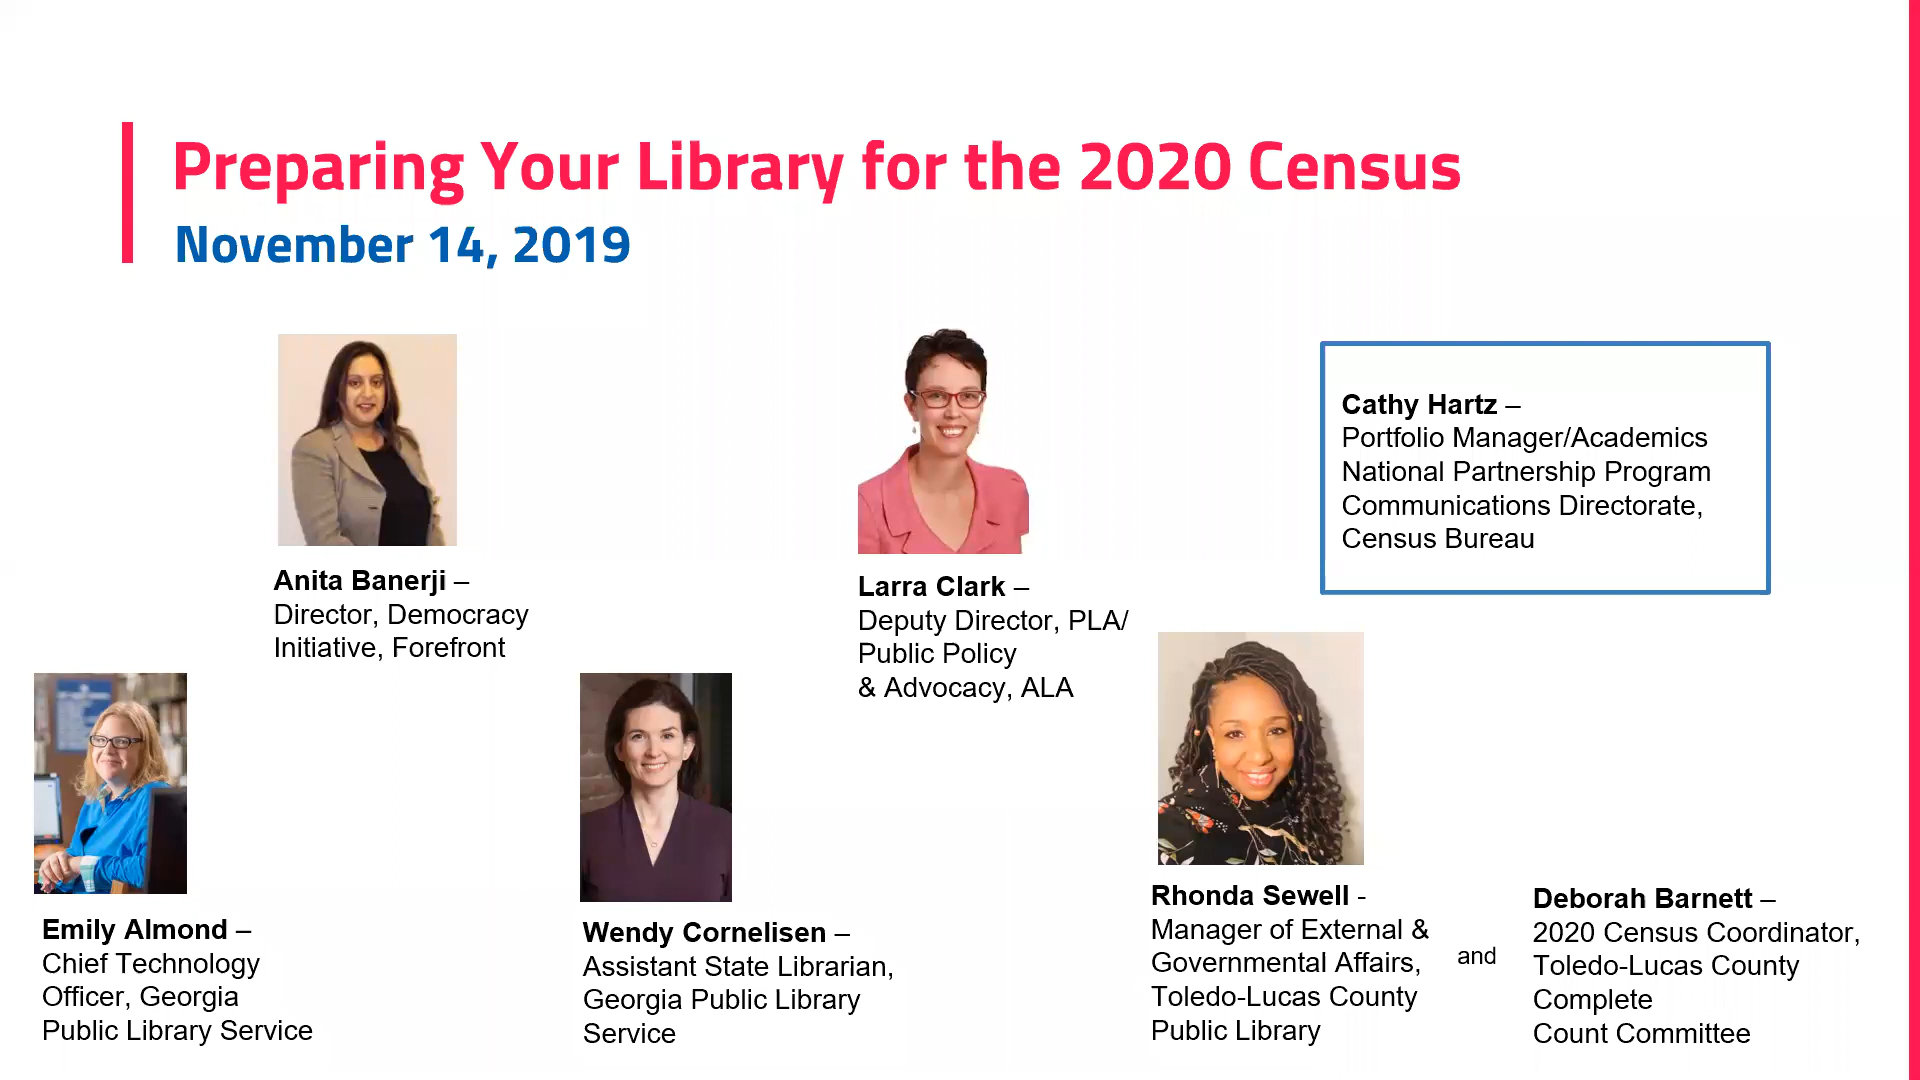 Preparing Your Library for the 2020 Census
November 14, 2019
Cathy Hartz –
Portfolio Manager/Academics
National Partnership Program
Communications Directorate,
Census Bureau
Anita Banerji –
Director, Democracy
Initiative, Forefront
Larra Clark –
Deputy Director, PLA/
Public Policy
& Advocacy, ALA
Emily Almond –
Chief Technology
Officer, Georgia
Public Library Service
Wendy Cornelisen –
Assistant State Librarian,
Georgia Public Library
Service
Rhonda Sewell -
Manager of External &
Governmental Affairs,
Toledo-Lucas County
Public Library
and
Deborah Barnett –
2020 Census Coordinator,
Toledo-Lucas County
Complete
Count Committee